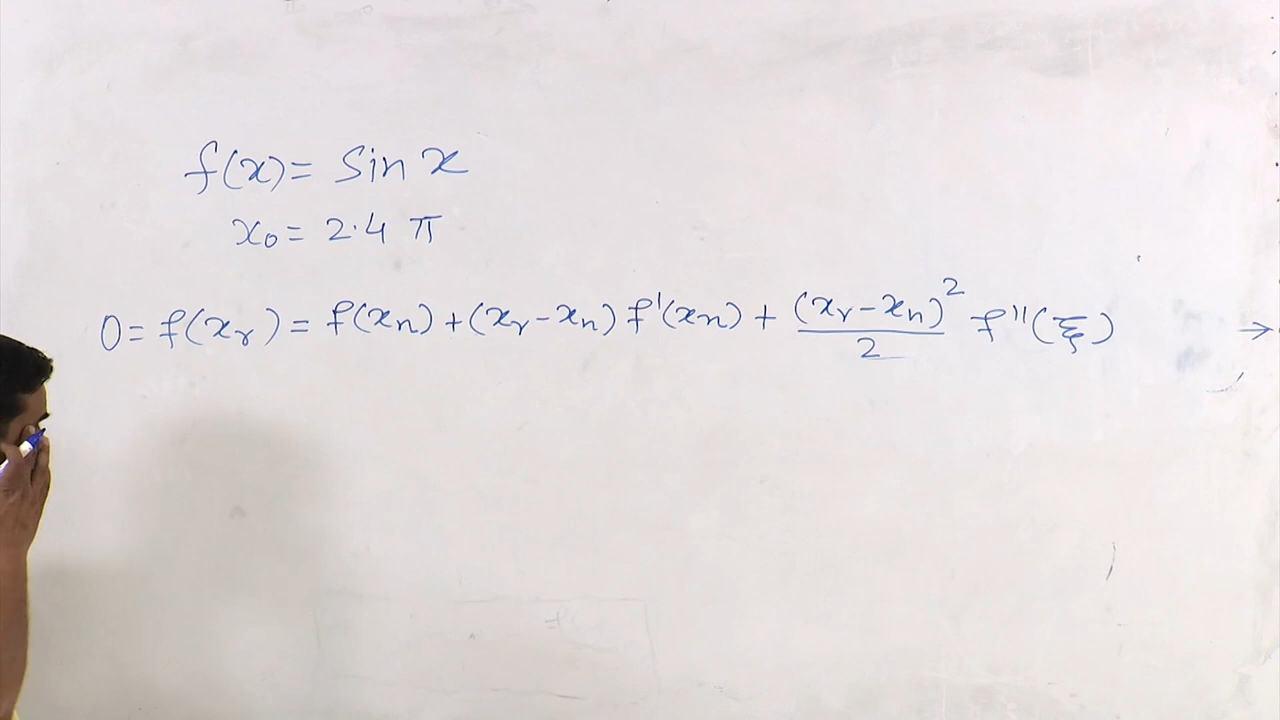 f(x) = Sin x
x₀ = 2.4 π
0 = f(xᵣ) = f(xₙ) + (xᵣ - xₙ) f'(xₙ) + (xᵣ - xₙ)²/2 f''(ξ) →